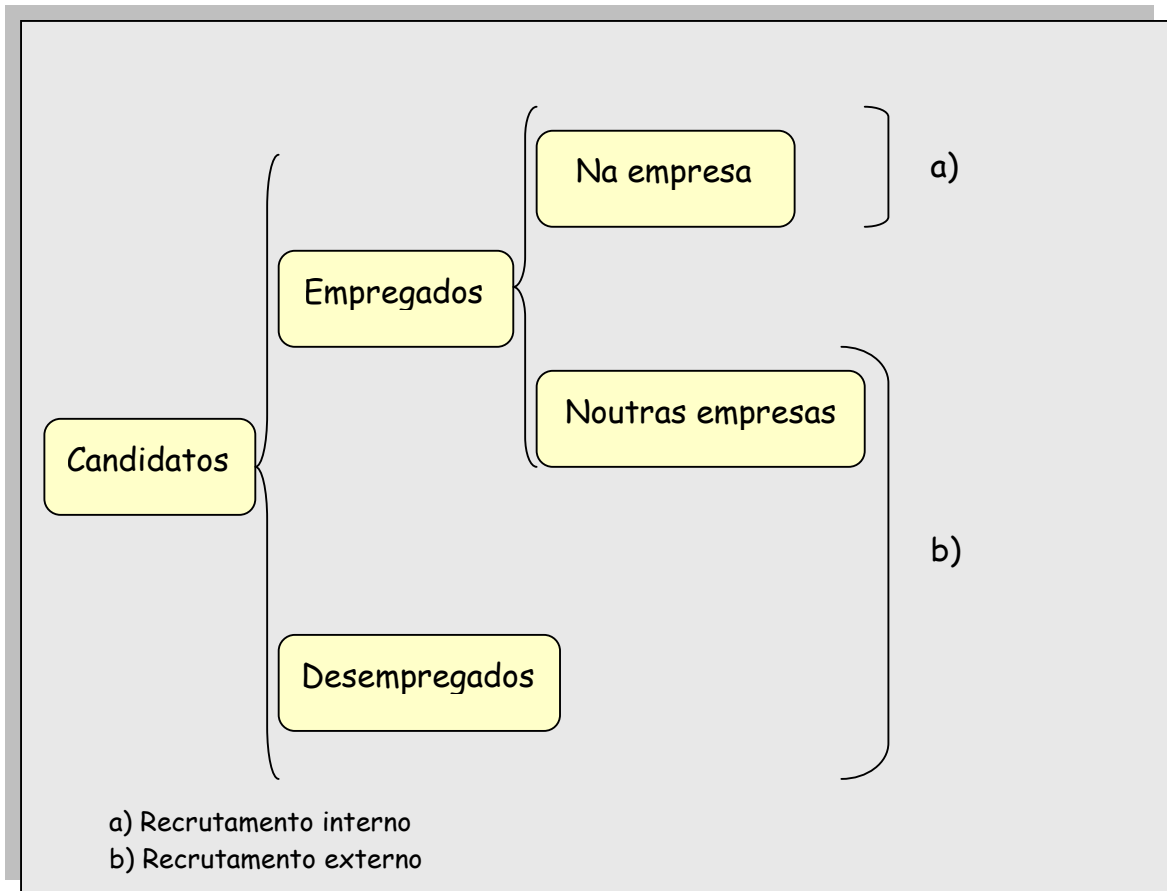 Na empresa
a)
Empregados
Noutras empresas
Candidatos
b)
Desempregados
a) Recrutamento interno
b) Recrutamento externo